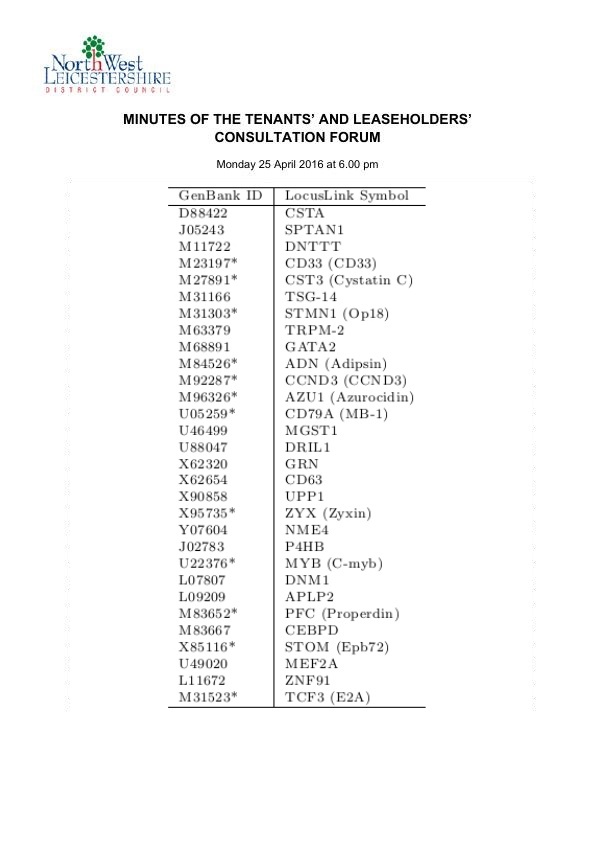 North West
LEICESTERSHIRE
DISTRICT COUNCIL
MINUTES OF THE TENANTS’ AND LEASEHOLDERS’
CONSULTATION FORUM
Monday 25 April 2016 at 6.00 pm
GenBank ID LocusLink Symbol
D88422 CSTA
J05243 SPTAN1
M11722 DNTTT
M23197* CD33 (CD33)
M27891* CST3 (Cystatin C)
M31166 TSG-14
M31303* STMN1 (Op18)
M63379 TRPM-2
M68891 GATA2
M84526* ADN (Adipsin)
M92287* CCND3 (CCND3)
M96326* AZU1 (Azurocidin)
U05259* CD79A (MB-1)
U46499 MGST1
U88047 DRIL1
X62320 GRN
X62654 CD63
X90858 UPP1
X95735* ZYX (Zyxin)
Y07604 NME4
J02783 P4HB
U22376* MYB (C-myb)
L07807 DNM1
L09209 APLP2
M83652* PFC (Properdin)
M83667 CEBPD
X85116* STOM (Epb72)
U49020 MEF2A
L11672 ZNF91
M31523* TCF3 (E2A)